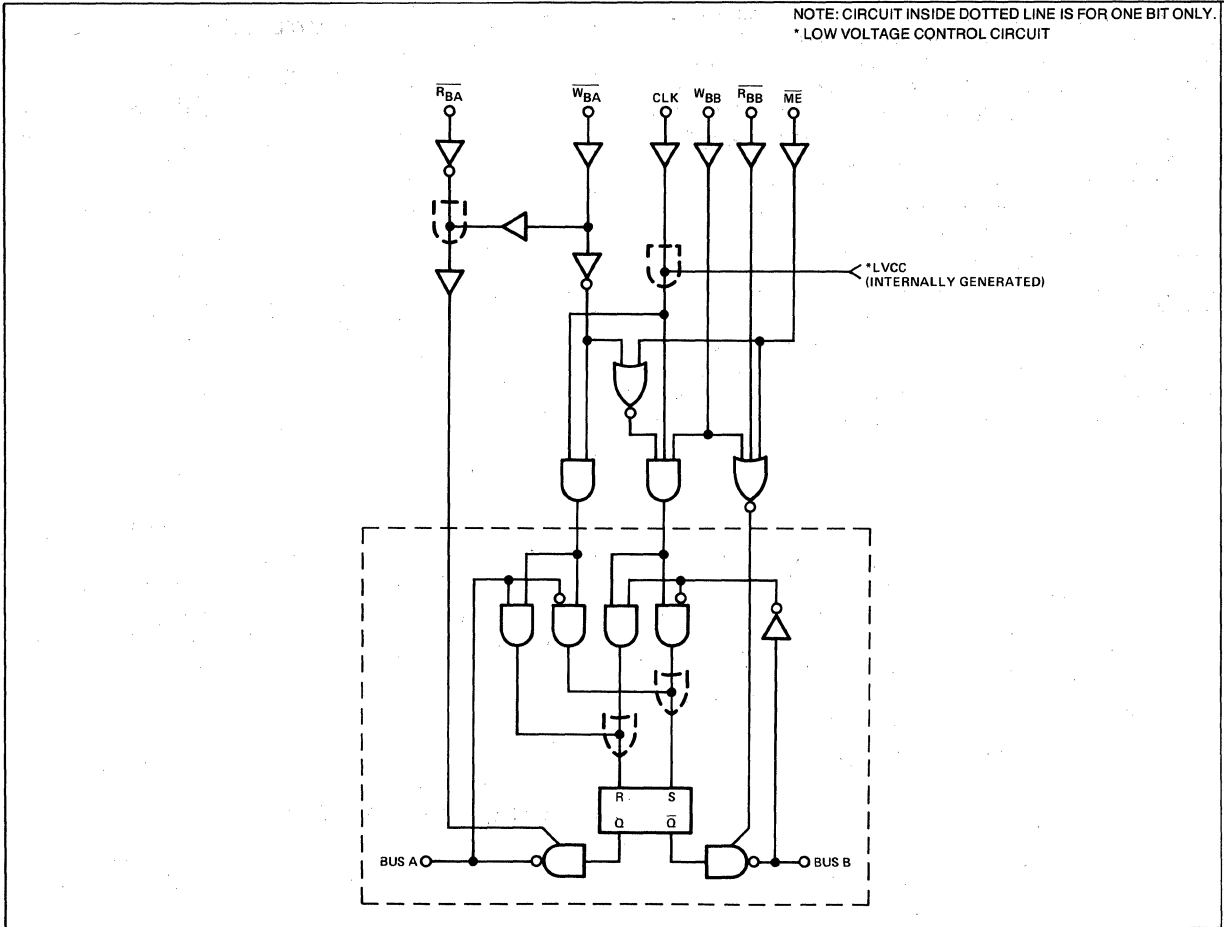 NOTE: CIRCUIT INSIDE DOTTED LINE IS FOR ONE BIT ONLY.
* LOW VOLTAGE CONTROL CIRCUIT
R̅B̅A̅ W̅B̅A̅ CLK WBB R̅B̅B̅ M̅E̅
*LVCC
(INTERNALLY GENERATED)
R S
Q Q̅
BUS A BUS B